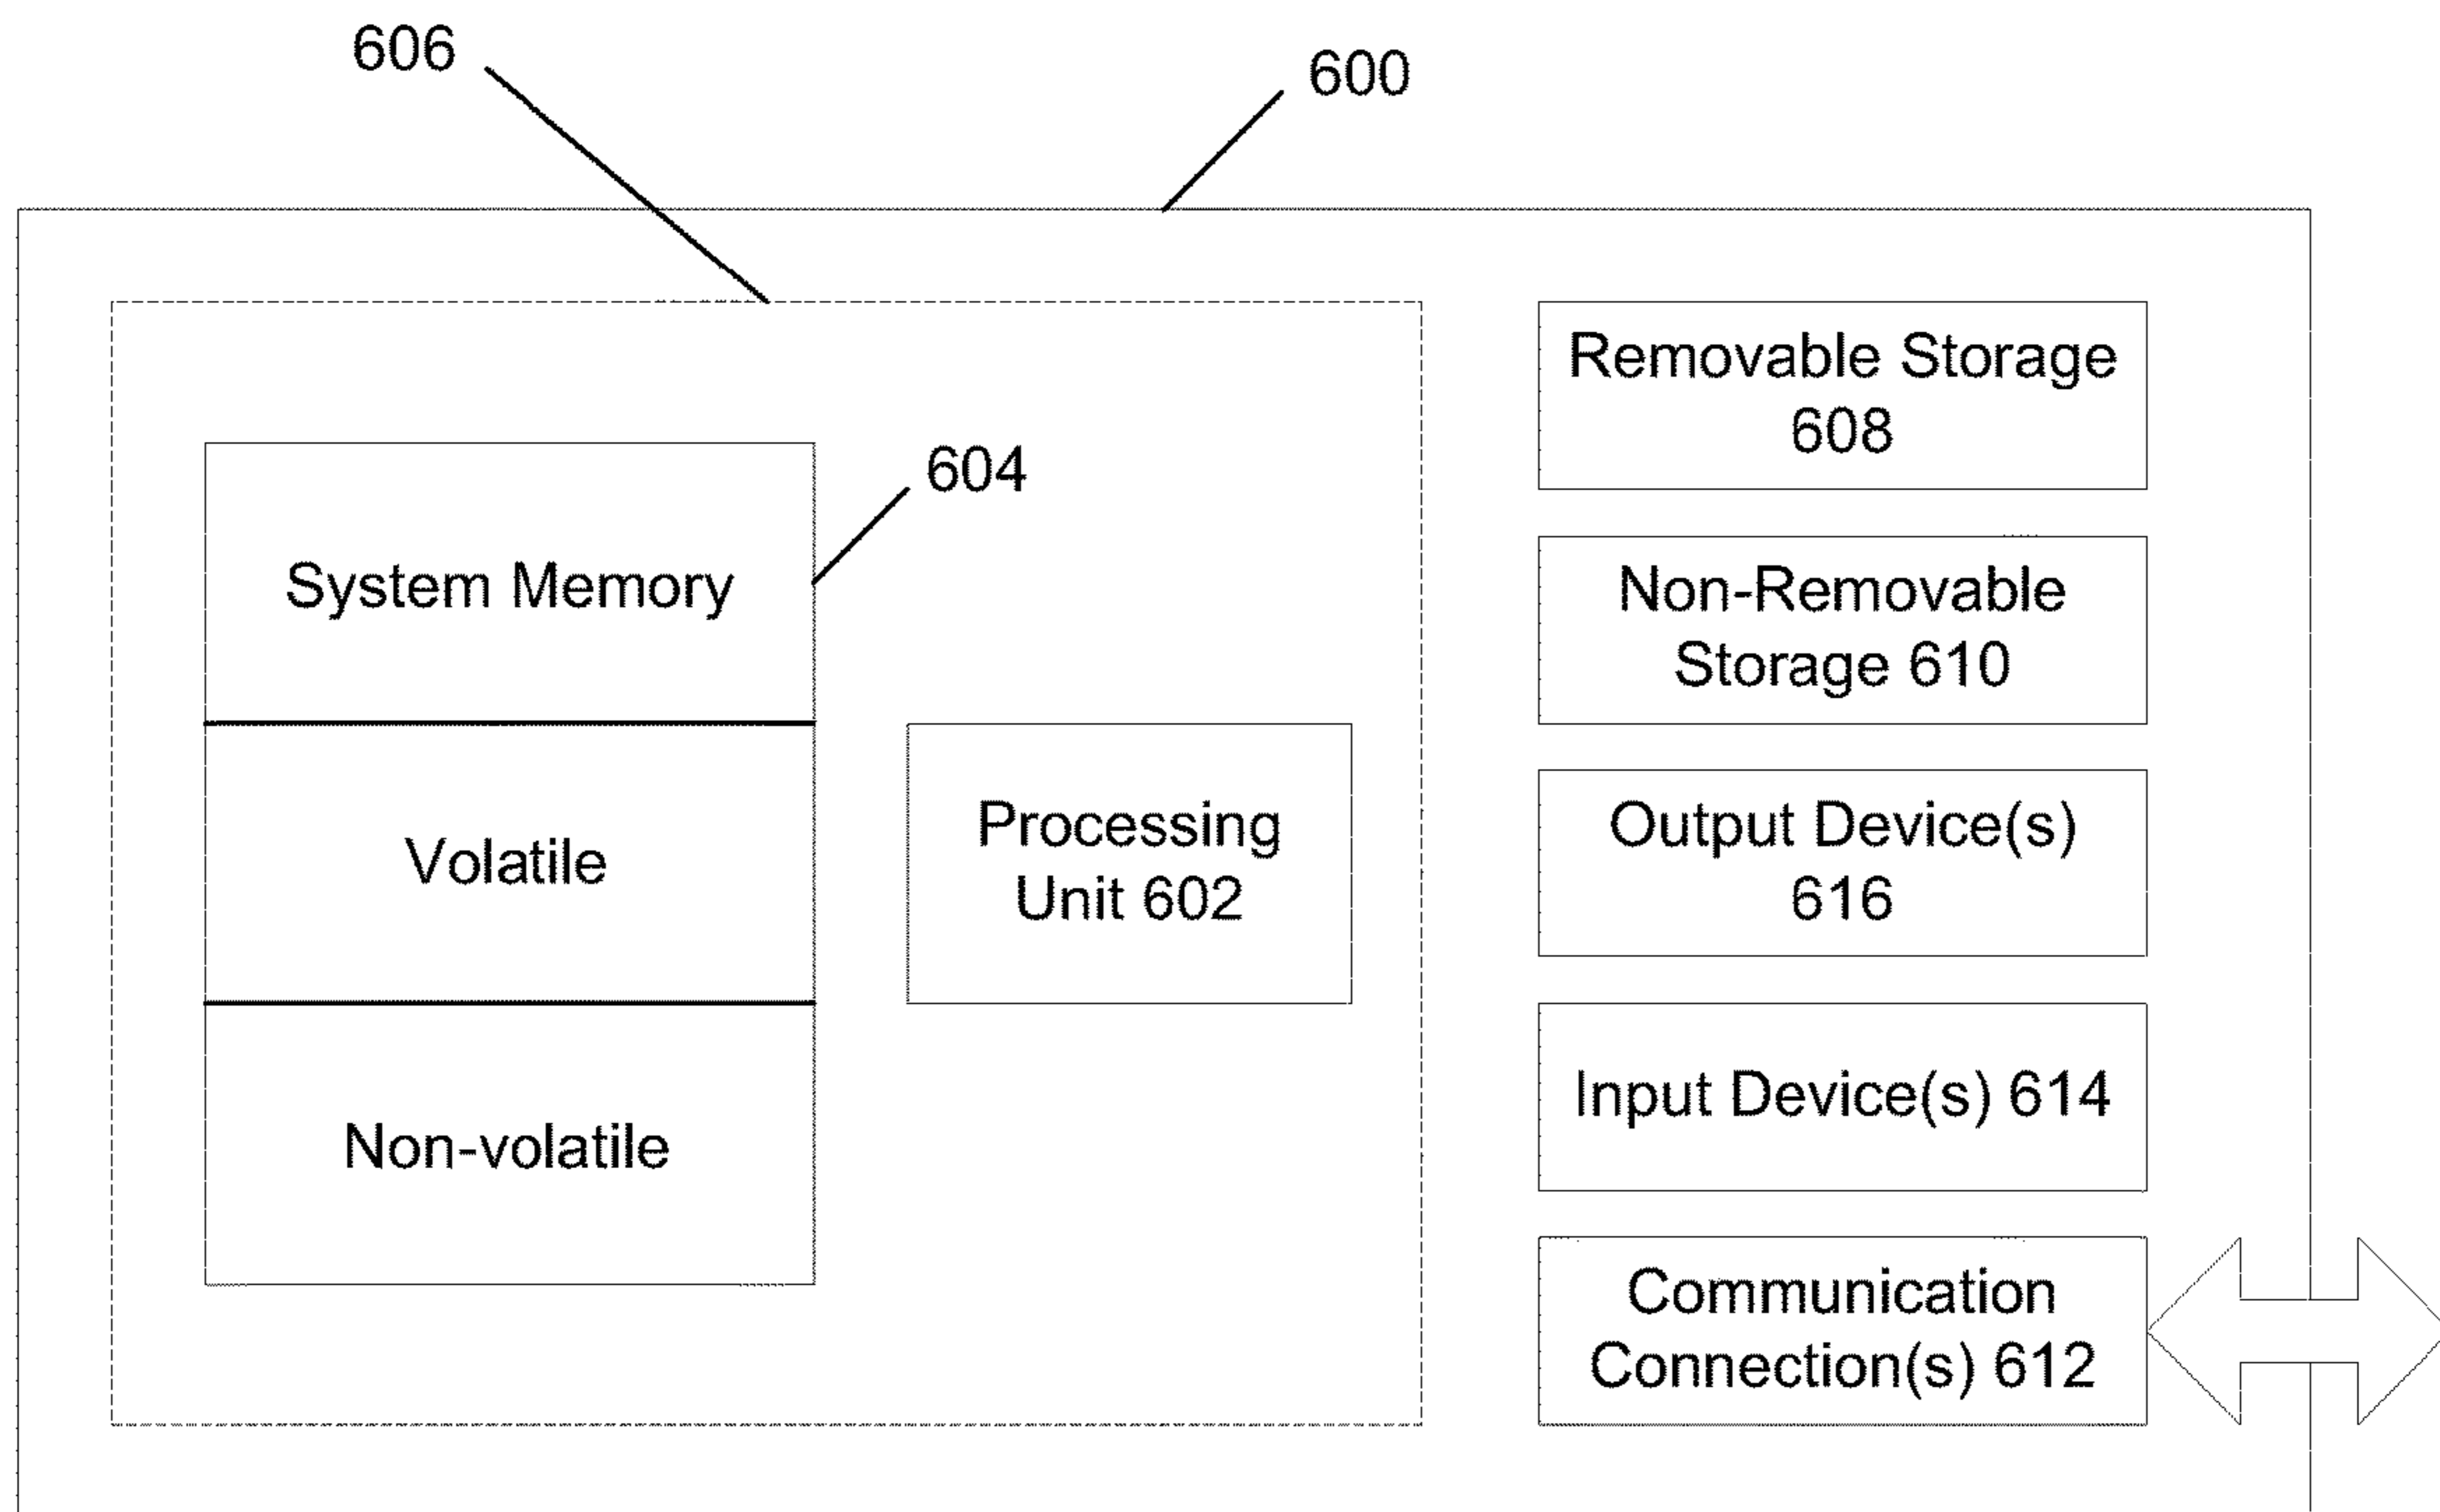 606
600
Removable Storage
608
604
System Memory
Non-Removable
Storage 610
Volatile
Processing
Unit 602
Output Device(s)
616
Non-volatile
Input Device(s) 614
Communication
Connection(s) 612